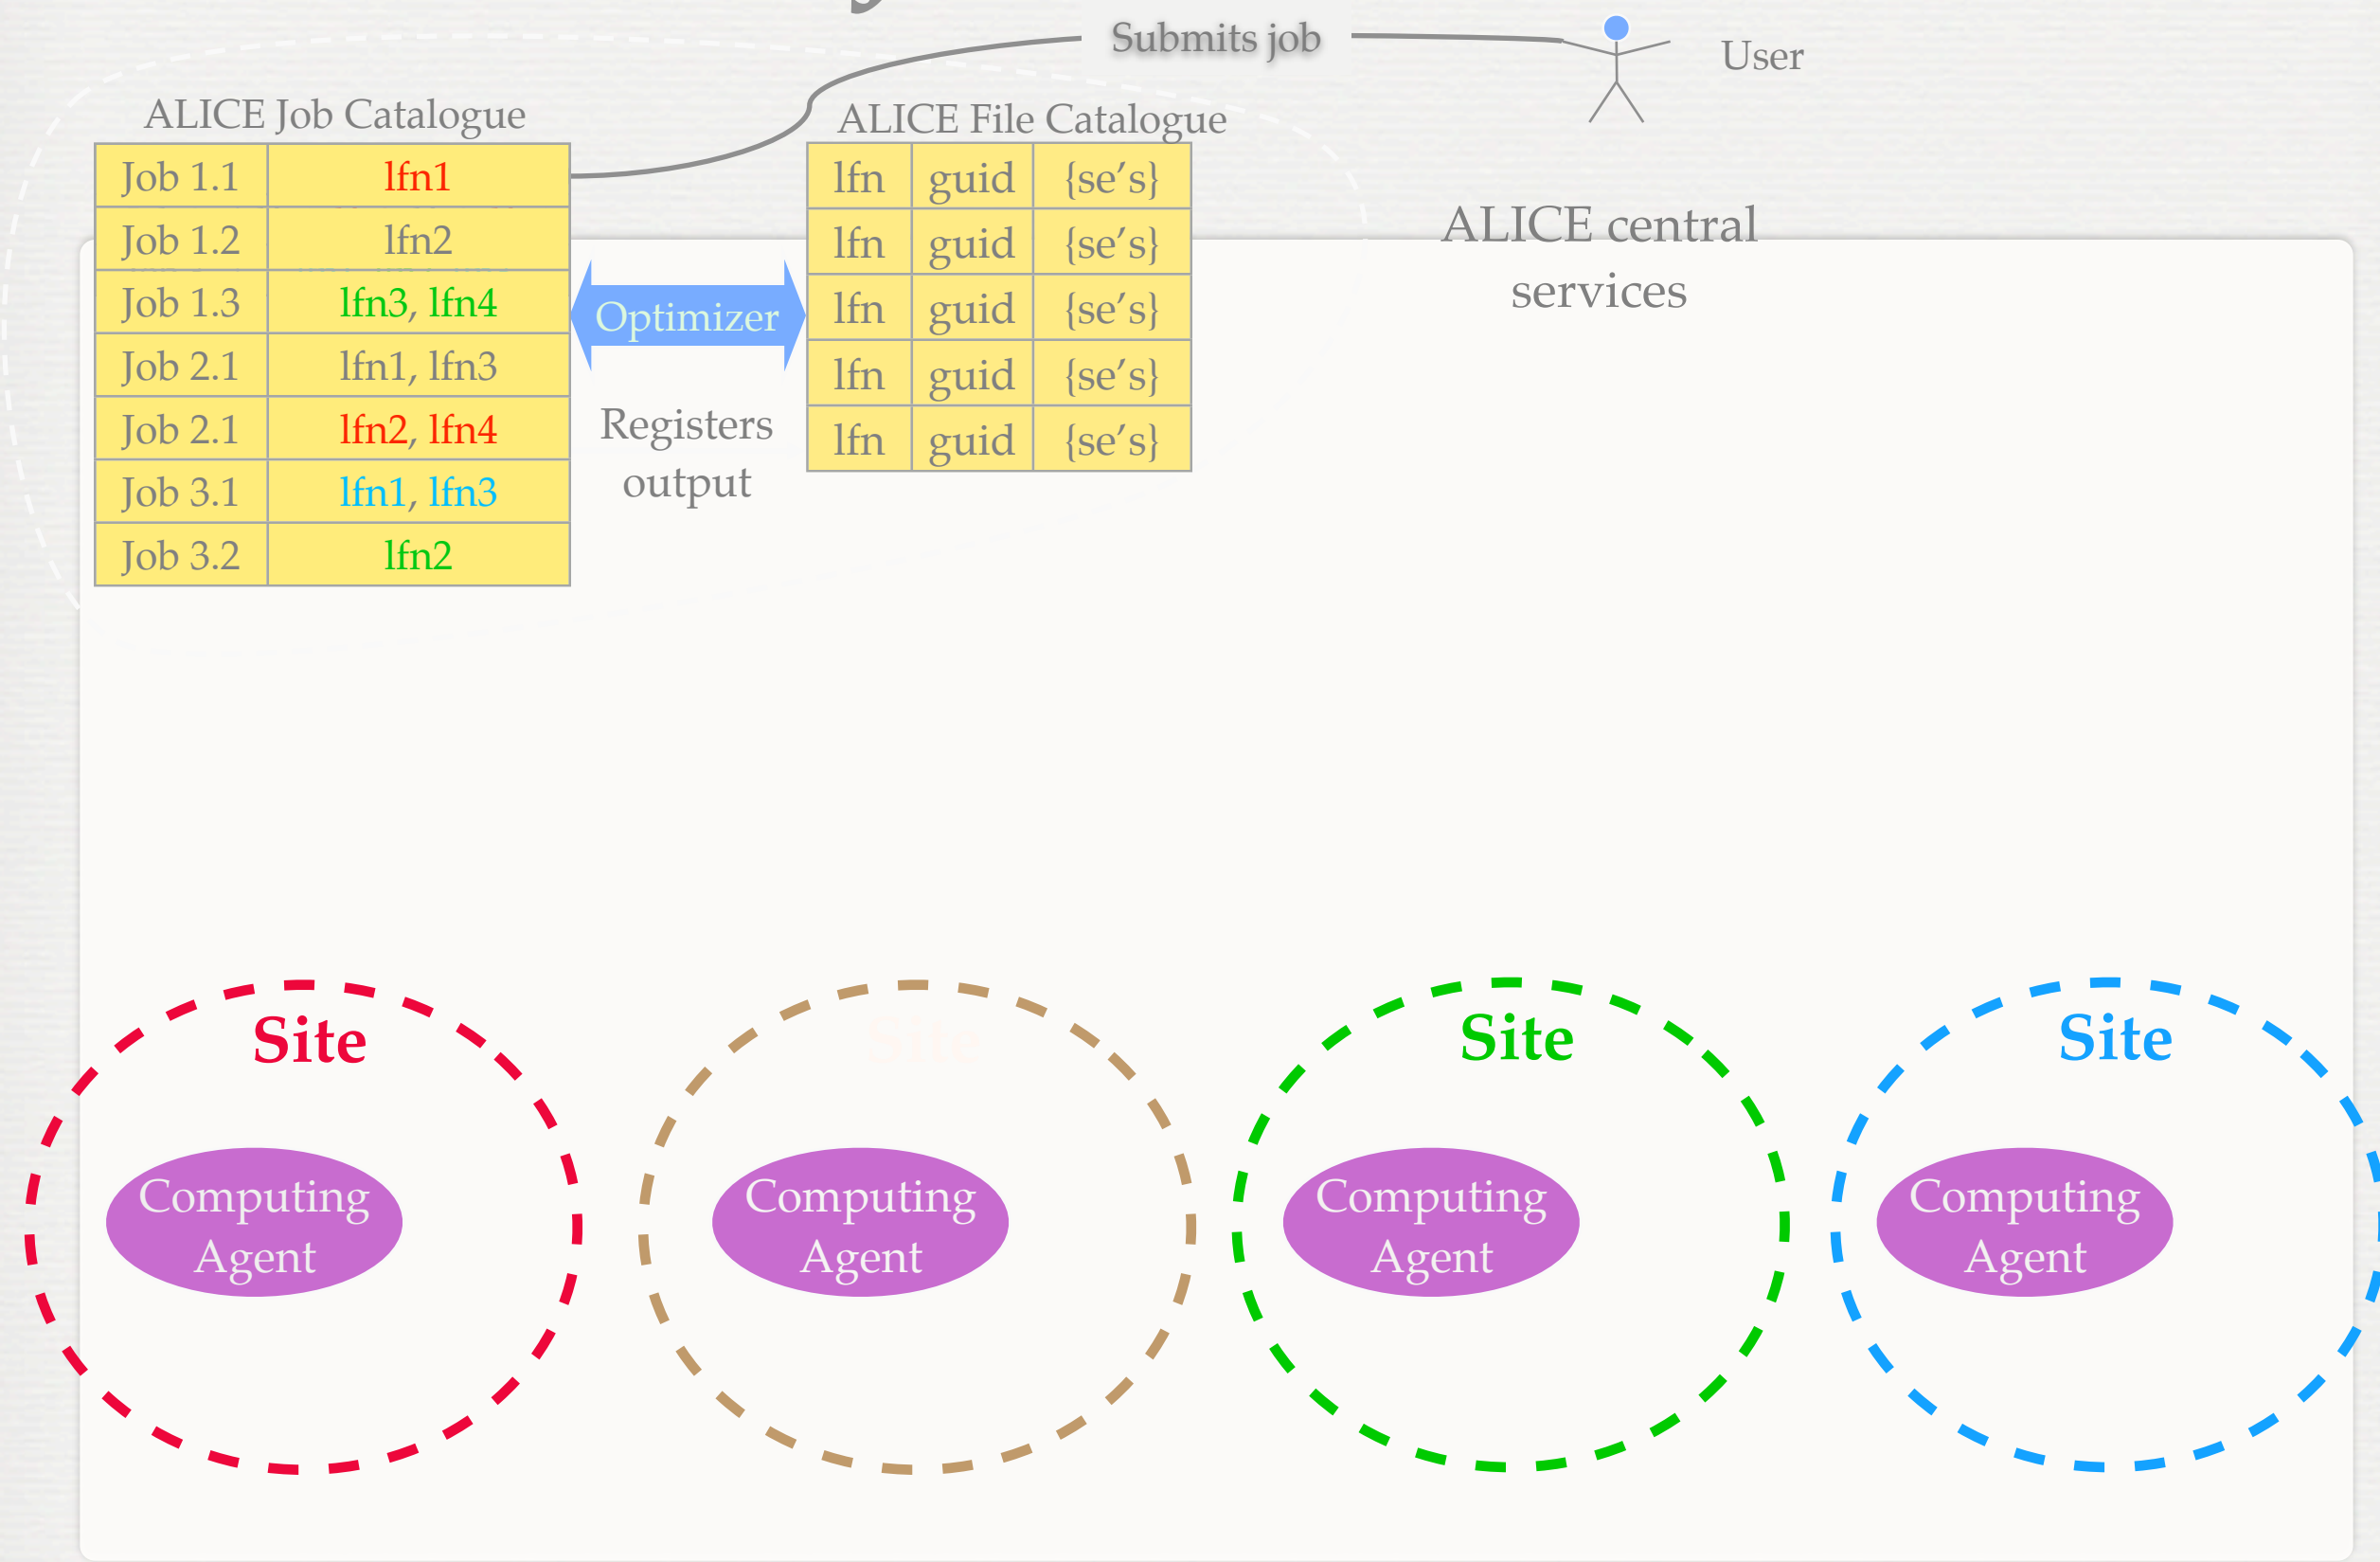 Submits job
User
ALICE Job Catalogue
ALICE File Catalogue
Job 1.1 lfn1
Job 1.2 lfn2
Job 1.3 lfn3, lfn4
Job 2.1 lfn1, lfn3
Job 2.1 lfn2, lfn4
Job 3.1 lfn1, lfn3
Job 3.2 lfn2
Optimizer
Registers
output
lfn guid {se’s}
lfn guid {se’s}
lfn guid {se’s}
lfn guid {se’s}
lfn guid {se’s}
ALICE central
services
Site
Computing
Agent
Site
Computing
Agent
Site
Computing
Agent
Site
Computing
Agent